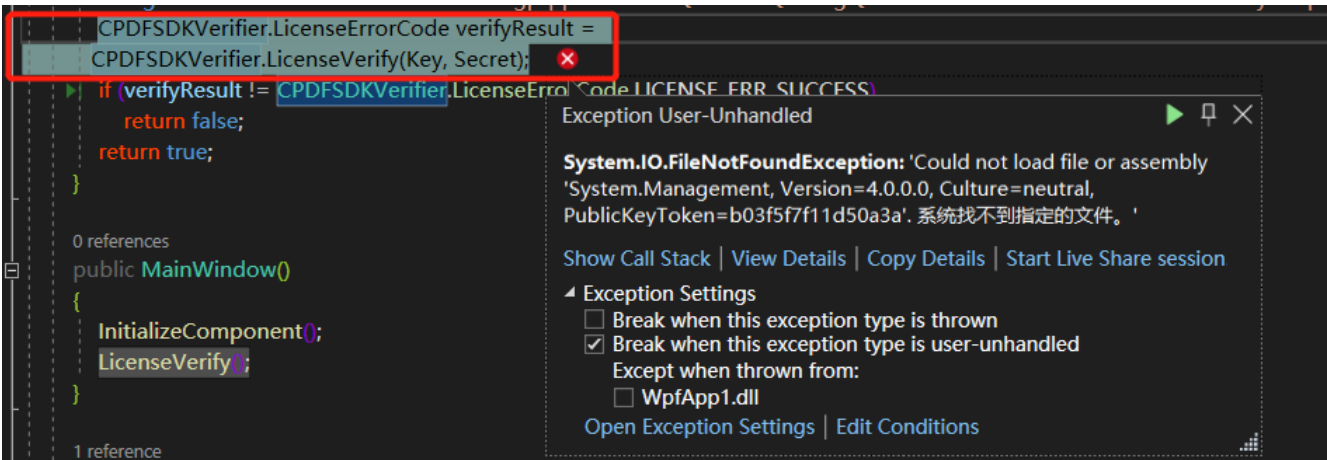 CPDFSDKVerifier.LicenseErrorCode verifyResult =
CPDFSDKVerifier.LicenseVerify(Key, Secret);
if (verifyResult != CPDFSDKVerifier.LicenseErrorCode.LICENSE_ERR_SUCCESS)
return false;
return true;
}
0 references
public MainWindow()
{
InitializeComponent();
LicenseVerify();
}
1 reference
Exception User-Unhandled
System.IO.FileNotFoundException: 'Could not load file or assembly
'System.Management, Version=4.0.0.0, Culture=neutral,
PublicKeyToken=b03f5f7f11d50a3a'. 系统找不到指定的文件。'
Show Call Stack | View Details | Copy Details | Start Live Share session
Exception Settings
Break when this exception type is thrown
Break when this exception type is user-unhandled
Except when thrown from:
WpfApp1.dll
Open Exception Settings | Edit Conditions